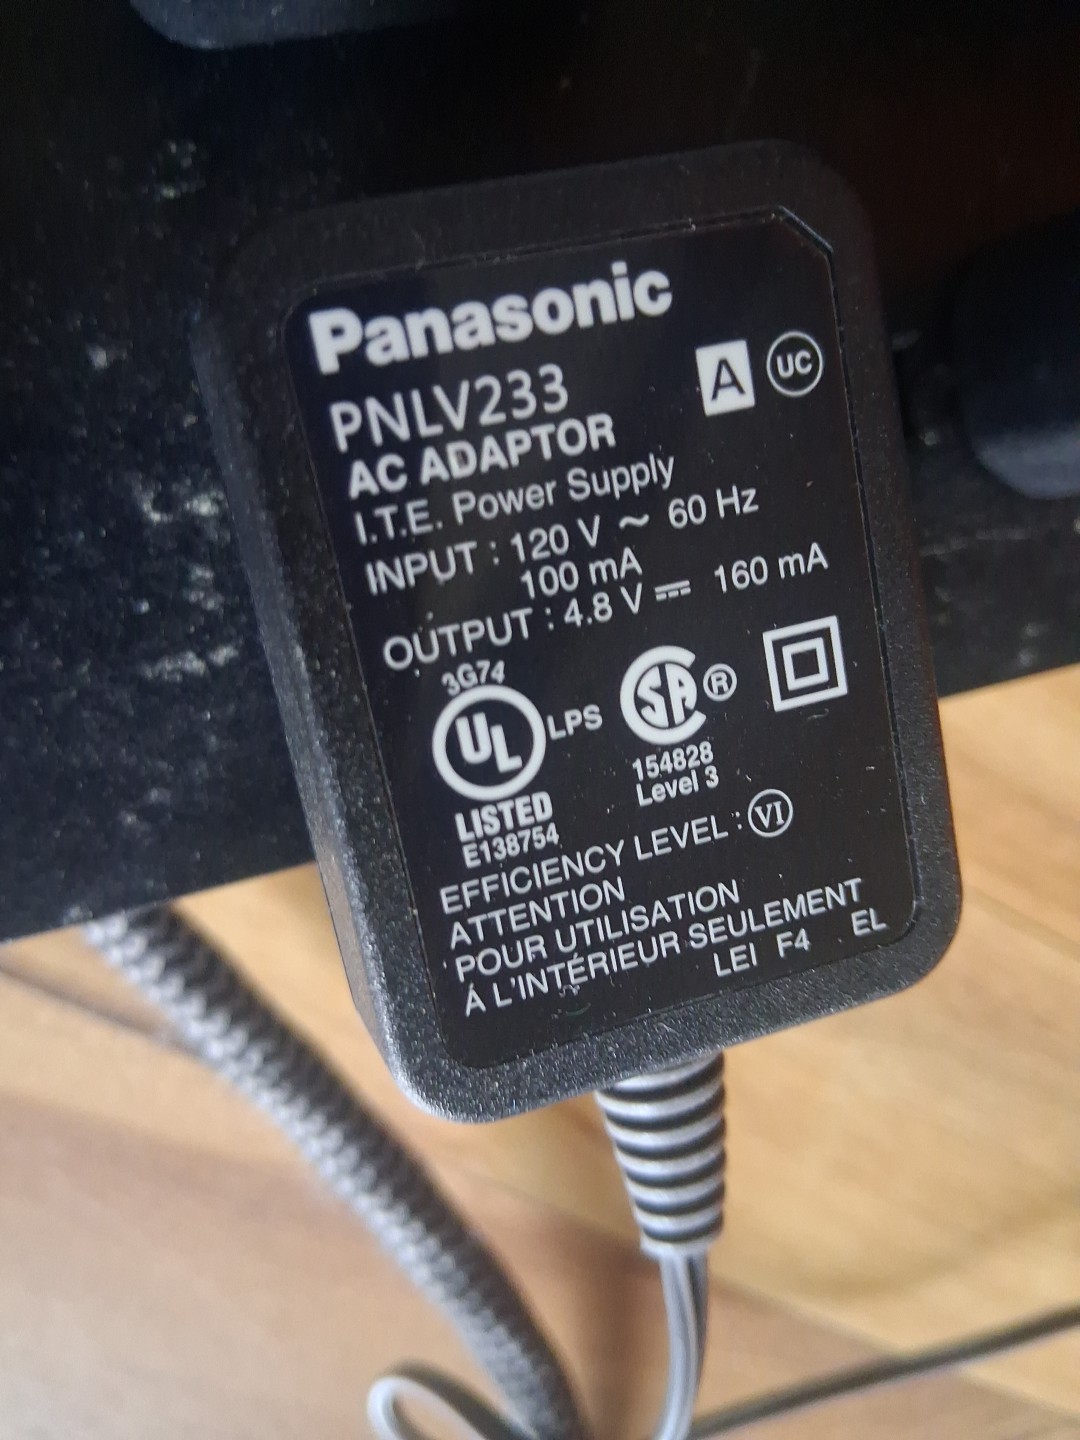 Panasonic
PNLV233
A UC
AC ADAPTOR
I.T.E. Power Supply
INPUT : 120 V ~ 60 Hz
100 mA
OUTPUT : 4.8 V ⎓ 160 mA
3G74
UL LPS
SA ®
LISTED
E138754
154828
Level 3
EFFICIENCY LEVEL : VI
ATTENTION
POUR UTILISATION
Á L'INTÉRIEUR SEULEMENT
LEI F4 EL